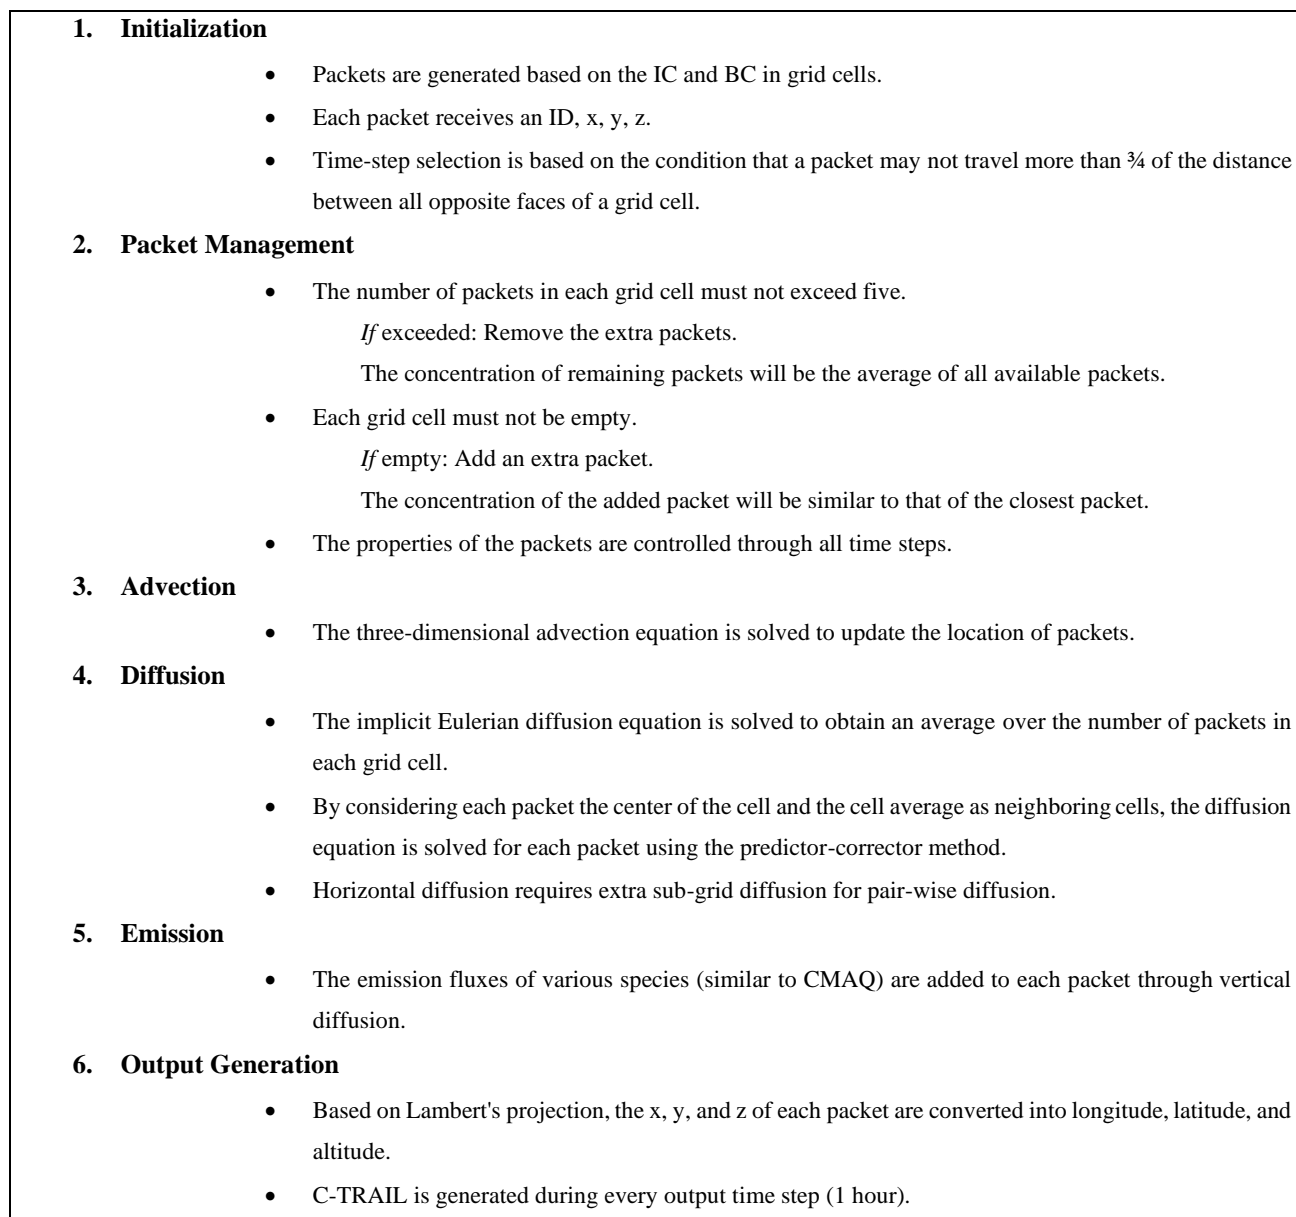 1. Initialization
• Packets are generated based on the IC and BC in grid cells.
• Each packet receives an ID, x, y, z.
• Time-step selection is based on the condition that a packet may not travel more than ¾ of the distance
between all opposite faces of a grid cell.
2. Packet Management
• The number of packets in each grid cell must not exceed five.
If exceeded: Remove the extra packets.
The concentration of remaining packets will be the average of all available packets.
• Each grid cell must not be empty.
If empty: Add an extra packet.
The concentration of the added packet will be similar to that of the closest packet.
• The properties of the packets are controlled through all time steps.
3. Advection
• The three-dimensional advection equation is solved to update the location of packets.
4. Diffusion
• The implicit Eulerian diffusion equation is solved to obtain an average over the number of packets in
each grid cell.
• By considering each packet the center of the cell and the cell average as neighboring cells, the diffusion
equation is solved for each packet using the predictor-corrector method.
• Horizontal diffusion requires extra sub-grid diffusion for pair-wise diffusion.
5. Emission
• The emission fluxes of various species (similar to CMAQ) are added to each packet through vertical
diffusion.
6. Output Generation
• Based on Lambert's projection, the x, y, and z of each packet are converted into longitude, latitude, and
altitude.
• C-TRAIL is generated during every output time step (1 hour).